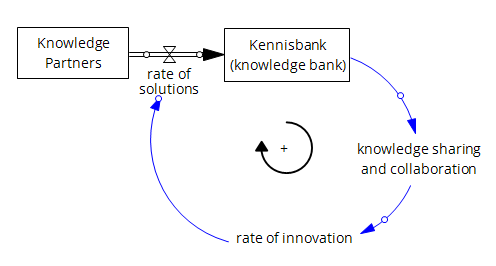 Knowledge
Partners
Kennisbank
(knowledge bank)
rate of
solutions
+
knowledge sharing
and collaboration
rate of innovation